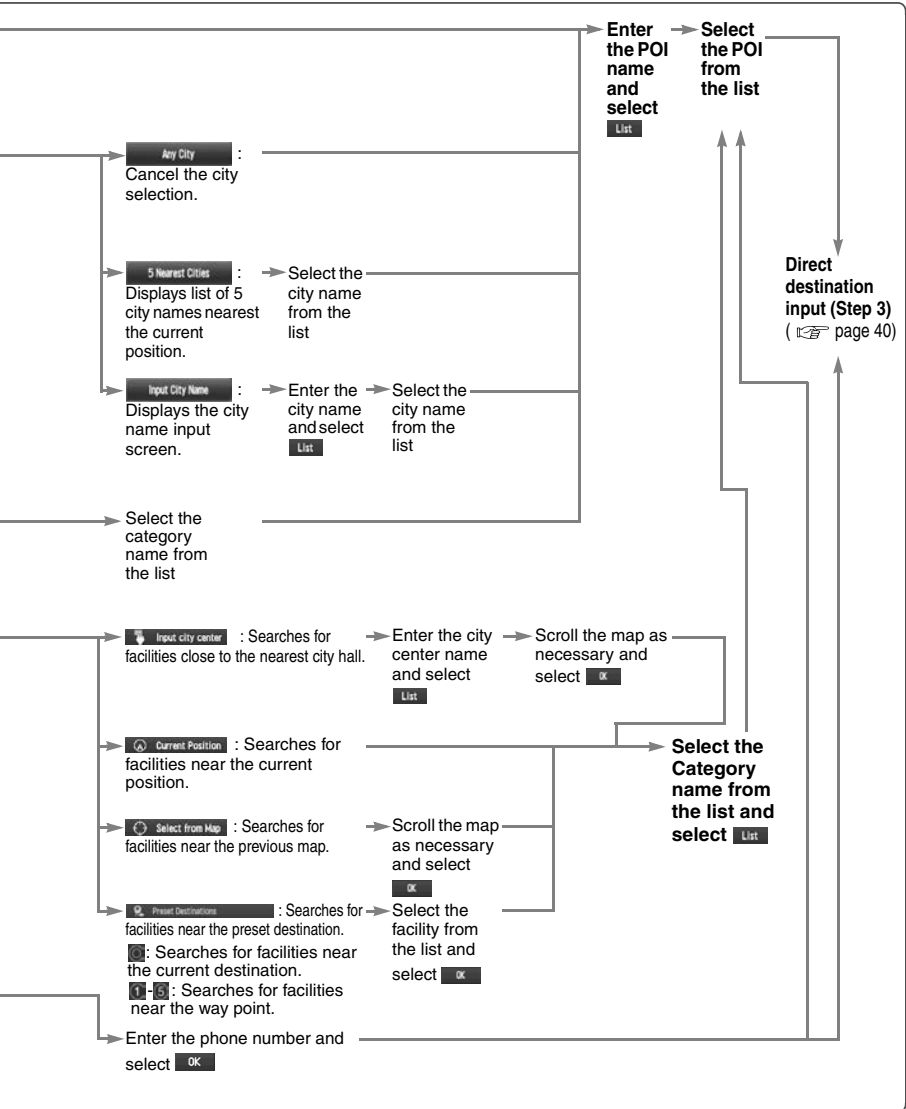 Enter
the POI
name
and
select
List
Select
the POI
from
the list
Any City :
Cancel the city
selection.
5 Nearest Cities :
Displays list of 5
city names nearest
the current
position.
Select the
city name
from the
list
Direct
destination
input (Step 3)
( page 40)
Input City Name :
Displays the city
name input
screen.
Enter the
city name
and select
List
Select the
city name
from the
list
Select the
category
name from
the list
Input city center : Searches for
facilities close to the nearest city hall.
Enter the city
center name
and select
List
Scroll the map as
necessary and
select OK
Current Position : Searches for
facilities near the current
position.
Select the
Category
name from
the list and
select List
Select from Map : Searches for
facilities near the previous map.
Scroll the map
as necessary
and select
OK
Preset Destinations : Searches for
facilities near the preset destination.
: Searches for facilities near
the current destination.
1 - 5 : Searches for facilities
near the way point.
Select the
facility from
the list and
select OK
Enter the phone number and
select OK